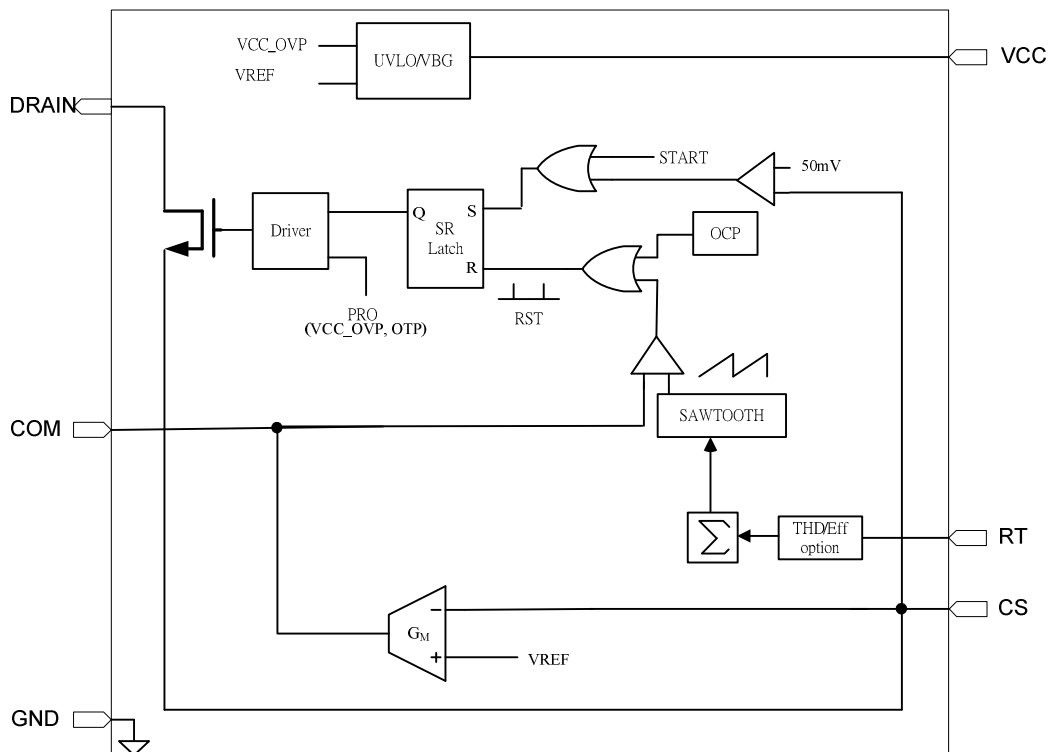 VCC_OVP
UVLO/VBG
VCC
VREF
DRAIN
START
50mV
Q
S
SR
Latch
R
Driver
OCP
PRO
(VCC_OVP, OTP)
RST
SAWTOOTH
COM
Σ
THD/Eff
option
RT
CS
−
GM
+
VREF
GND